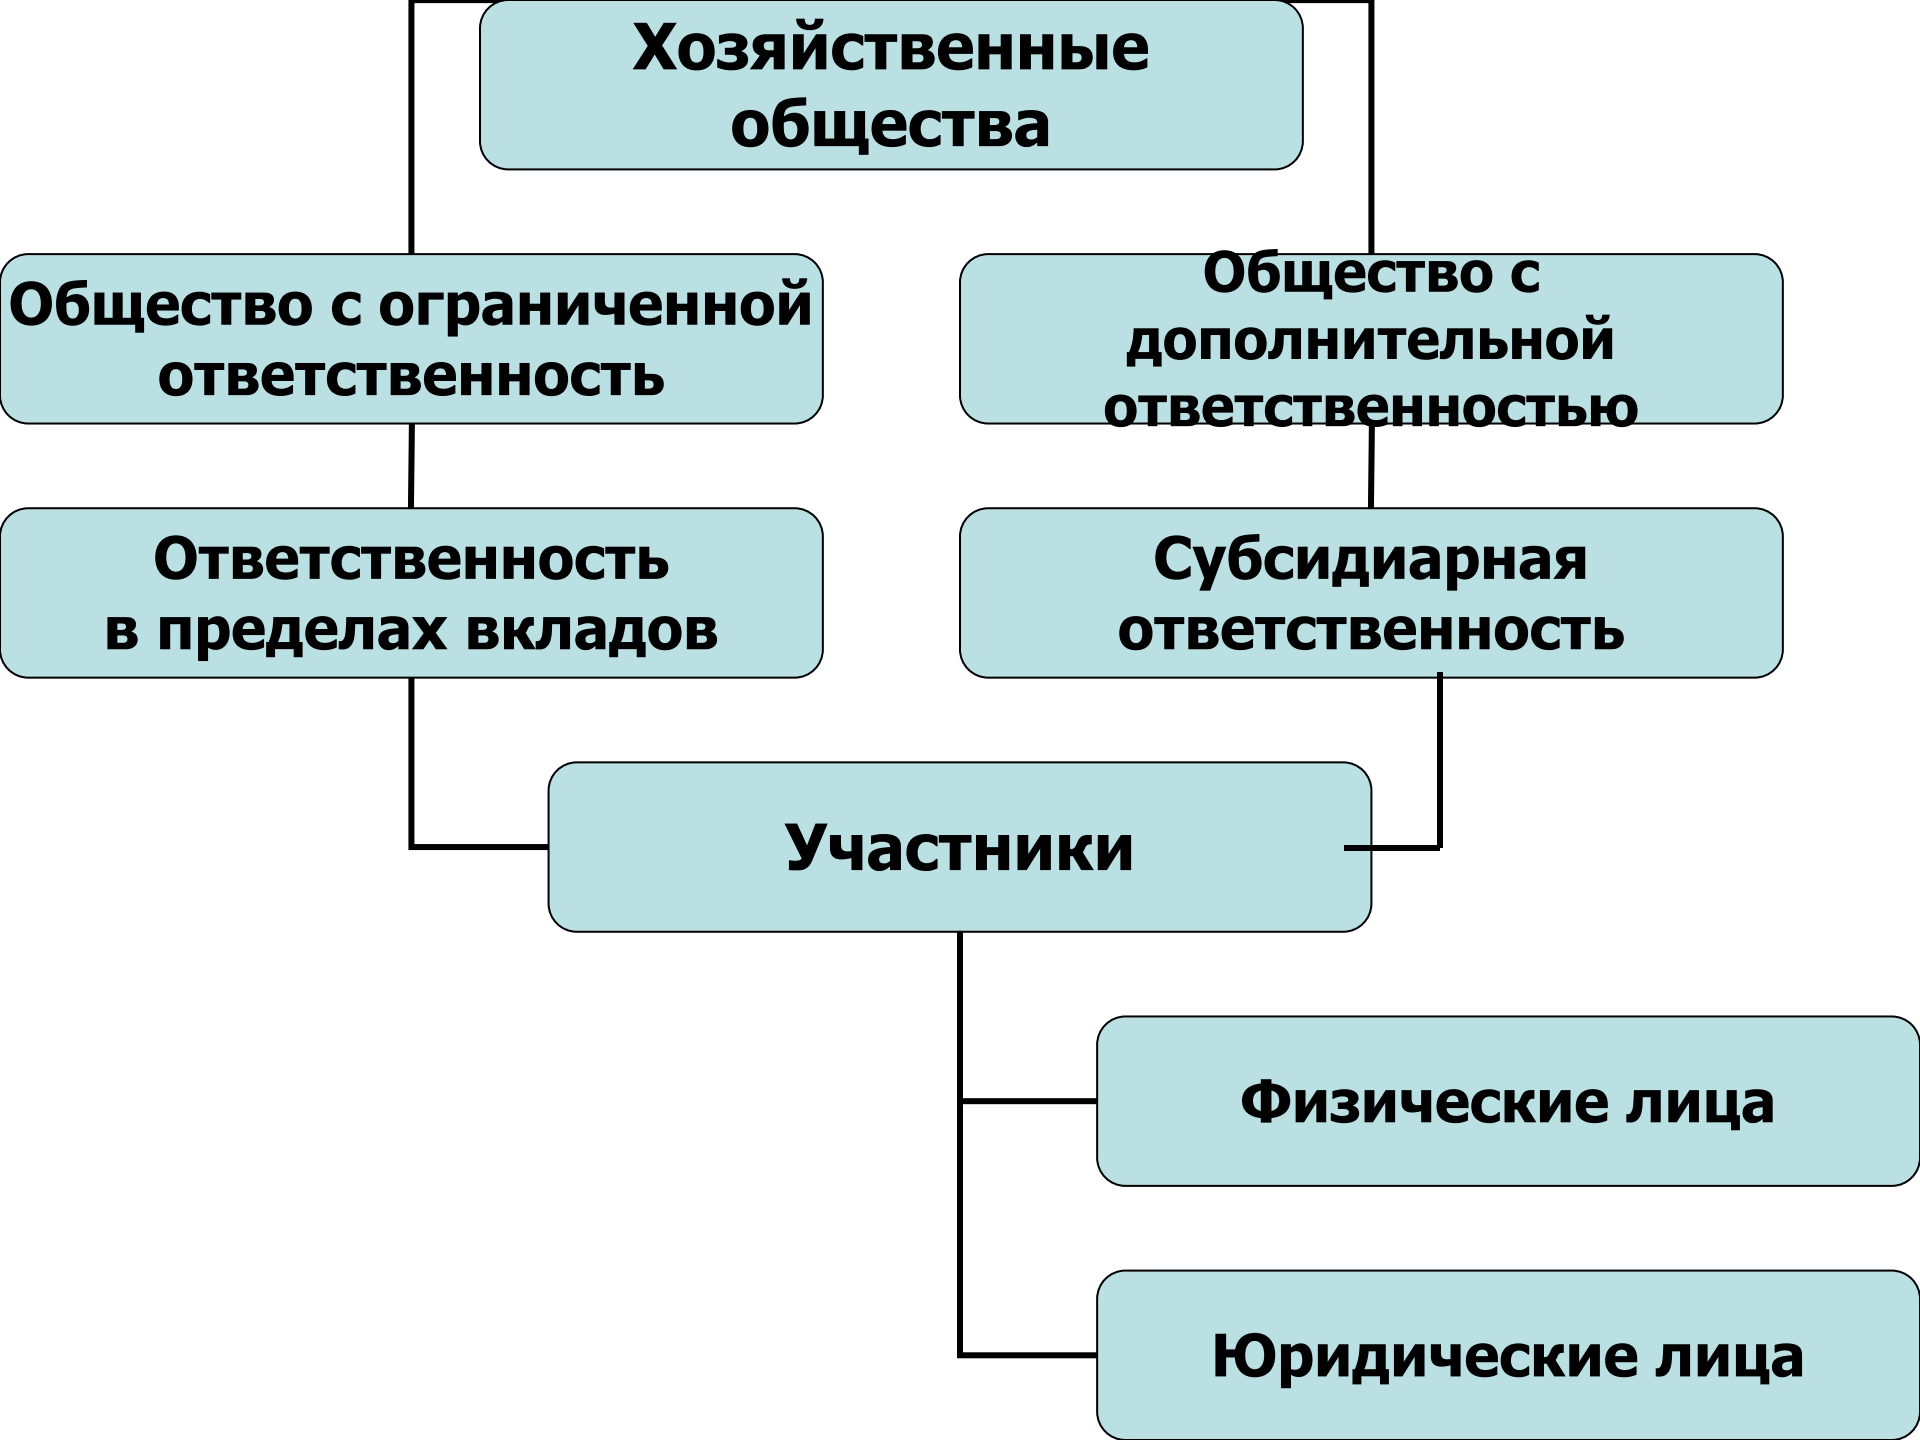 Хозяйственные
общества
Общество с ограниченной
ответственность
Общество с
дополнительной
ответственностью
Ответственность
в пределах вкладов
Субсидиарная
ответственность
Участники
Физические лица
Юридические лица